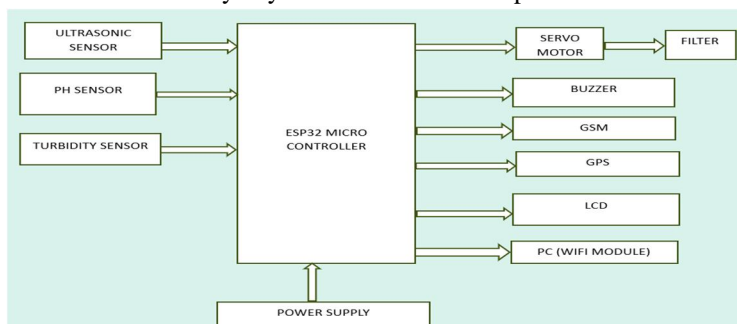 ULTRASONIC
SENSOR
PH SENSOR
TURBIDITY SENSOR
ESP32 MICRO
CONTROLLER
POWER SUPPLY
SERVO
MOTOR
FILTER
BUZZER
GSM
GPS
LCD
PC (WIFI MODULE)